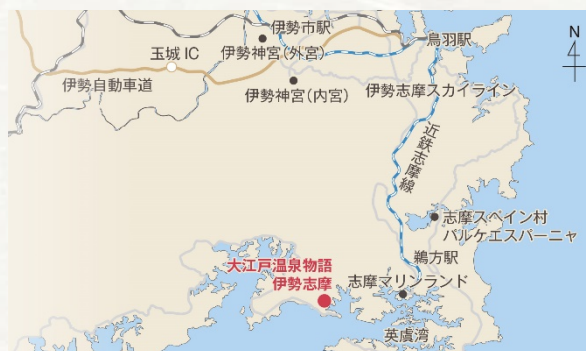 伊勢市駅
鳥羽駅
N
玉城 IC
伊勢神宮(外宮)
伊勢自動車道
伊勢神宮(内宮)
伊勢志摩スカイライン
近鉄志摩線
志摩スペイン村
パルケエスパーニャ
鵜方駅
大江戸温泉物語
伊勢志摩
志摩マリンランド
英虞湾